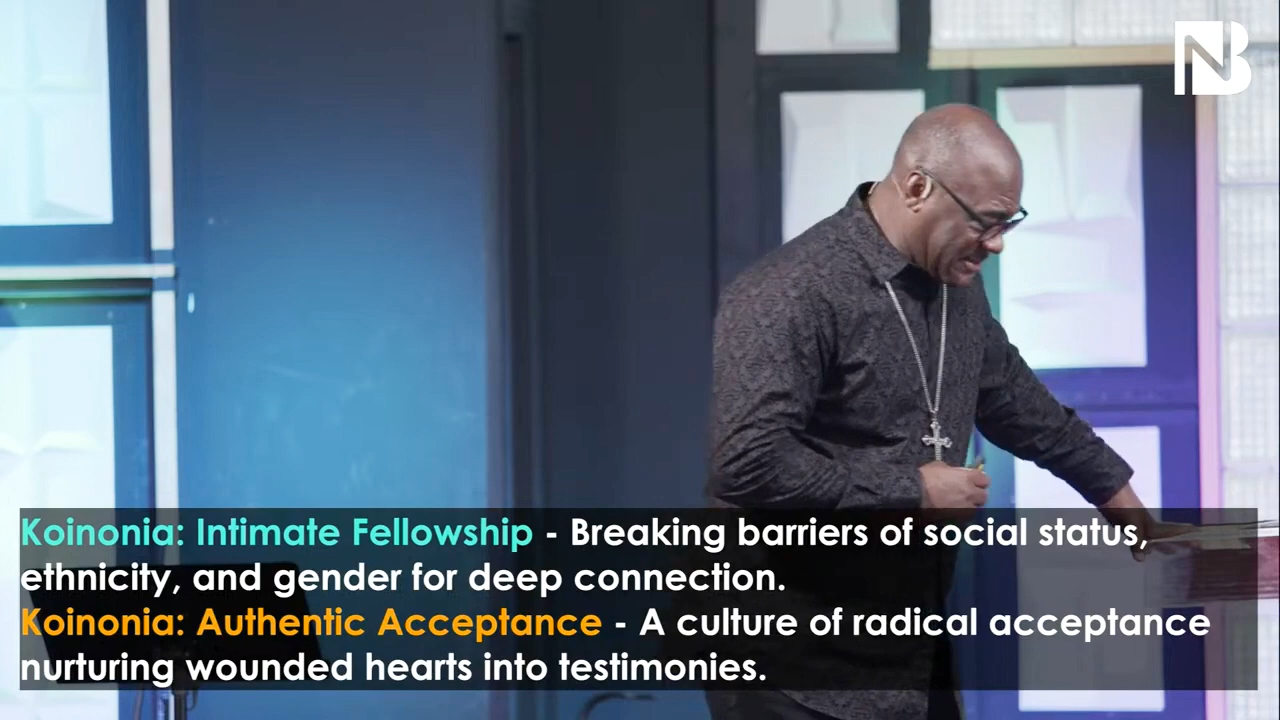 NB
Koinonia: Intimate Fellowship - Breaking barriers of social status,
ethnicity, and gender for deep connection.
Koinonia: Authentic Acceptance - A culture of radical acceptance
nurturing wounded hearts into testimonies.